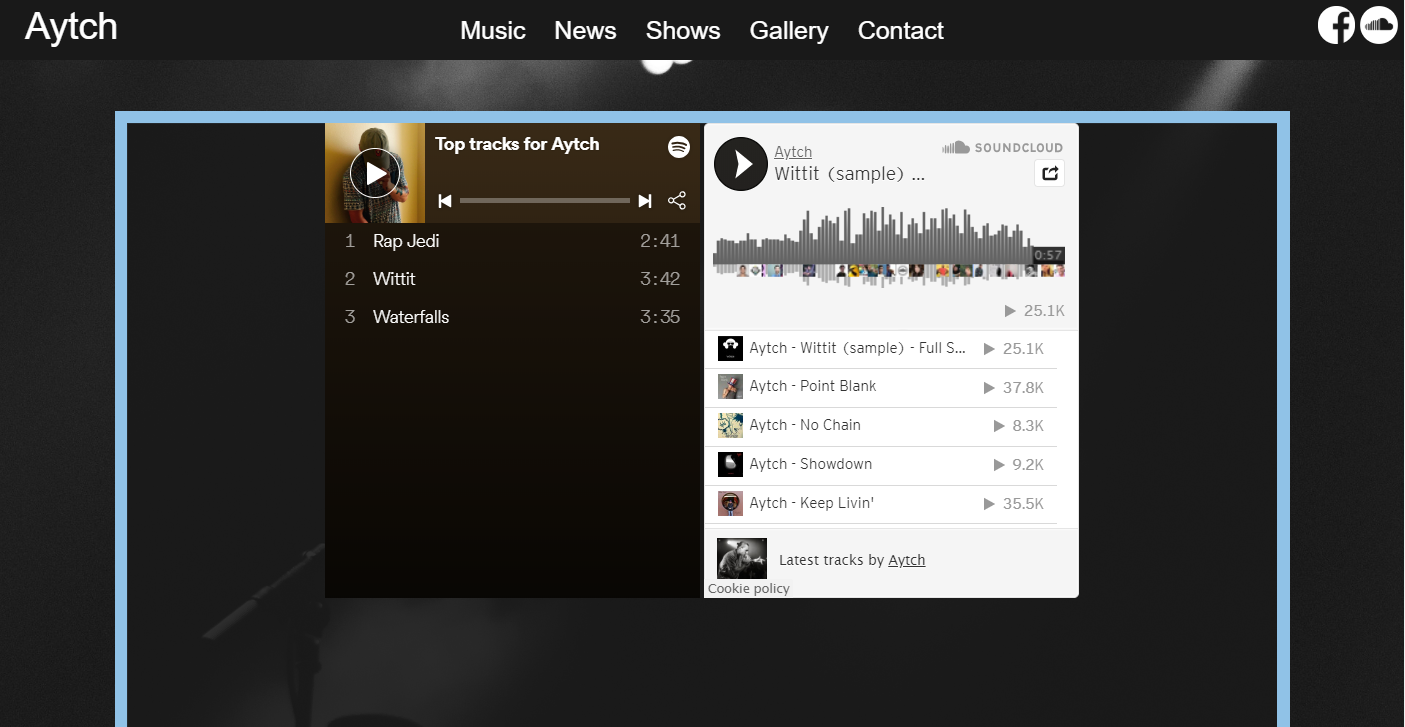 Aytch
Music News Shows Gallery Contact
Top tracks for Aytch
1 Rap Jedi 2:41
2 Wittit 3:42
3 Waterfalls 3:35
Aytch
SOUNDCLOUD
Wittit (sample) ...
0:57
25.1K
Aytch - Wittit (sample) - Full S... 25.1K
Aytch - Point Blank 37.8K
Aytch - No Chain 8.3K
Aytch - Showdown 9.2K
Aytch - Keep Livin' 35.5K
Latest tracks by Aytch
Cookie policy